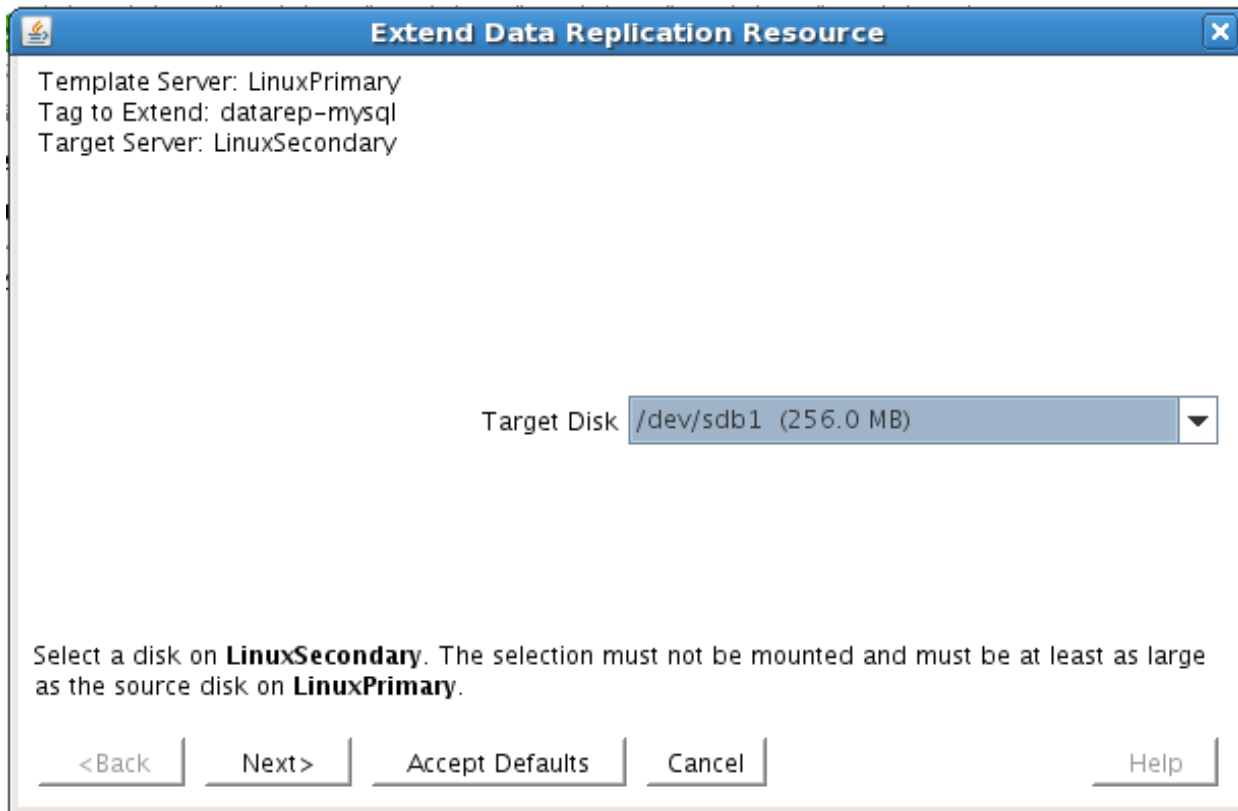 Extend Data Replication Resource
Template Server: LinuxPrimary
Tag to Extend: datarep-mysql
Target Server: LinuxSecondary
Target Disk /dev/sdb1 (256.0 MB)
Select a disk on LinuxSecondary. The selection must not be mounted and must be at least as large
as the source disk on LinuxPrimary.
<Back Next> Accept Defaults Cancel Help